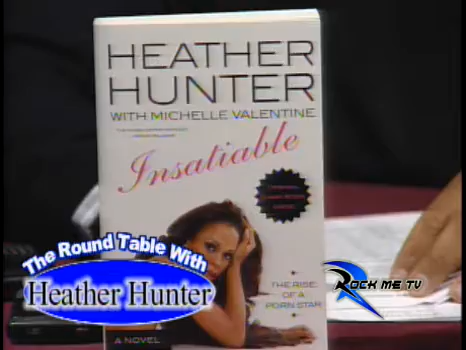 HEATHER
HUNTER
WITH MICHELLE VALENTINE
Insatiable
THE RISE
OF A
PORN STAR
A NOVEL
The Round Table With
Heather Hunter
ROCK ME TV